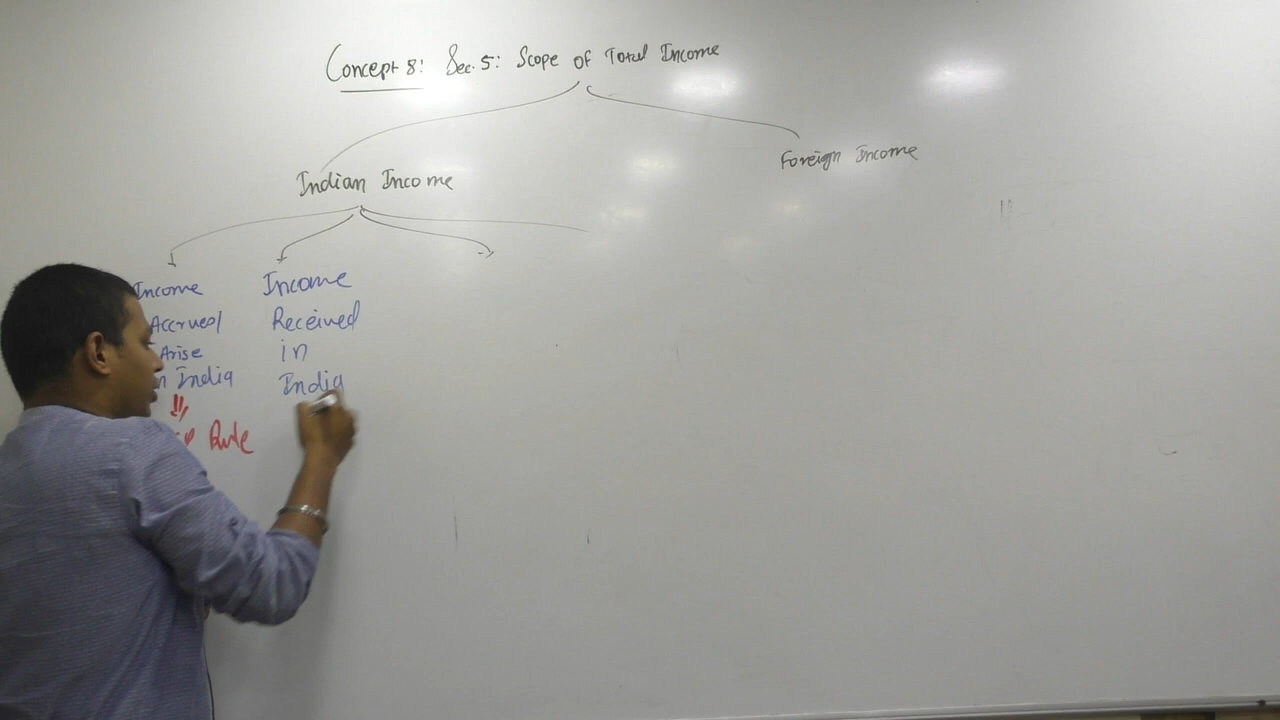 Concept 8: Sec. 5: Scope of Total Income
Indian Income
Foreign Income
Income
Accrued/
Arise
India
Rule
Income
Received
in
India